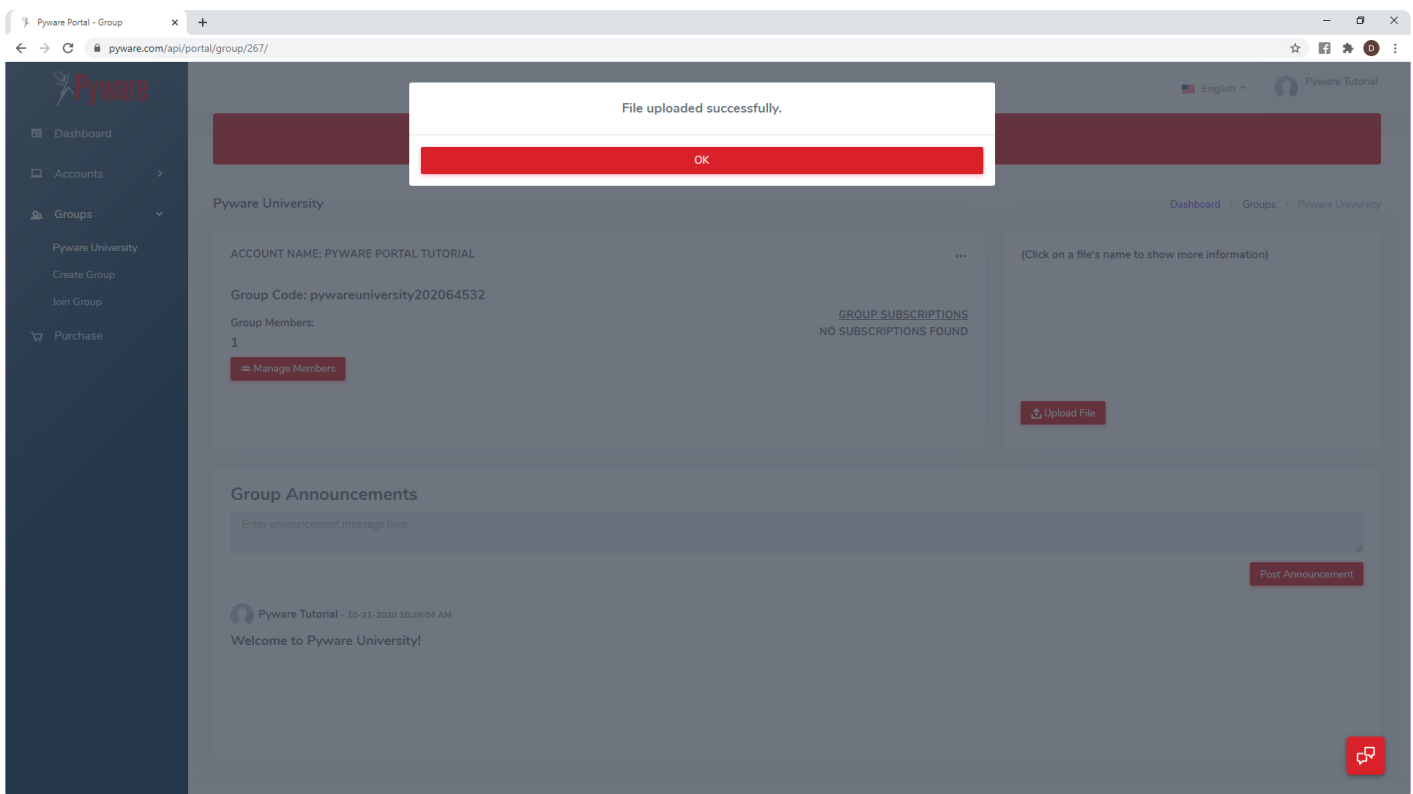 Pyware Portal - Group
pyware.com/api/portal/group/267/
D
Pyware
File uploaded successfully.
OK
English
Pyware Tutorial
Dashboard
Accounts
Groups
Pyware University
Create Group
Join Group
Purchase
Pyware University
Dashboard > Groups > Pyware University
ACCOUNT NAME: PYWARE PORTAL TUTORIAL
...
Group Code: pywareuniversity202064532
Group Members:
1
Manage Members
GROUP SUBSCRIPTIONS
NO SUBSCRIPTIONS FOUND
(Click on a file's name to show more information)
Upload File
Group Announcements
Enter announcement message here.
Post Announcement
Pyware Tutorial - 10-21-2020 10:28:04 AM
Welcome to Pyware University!